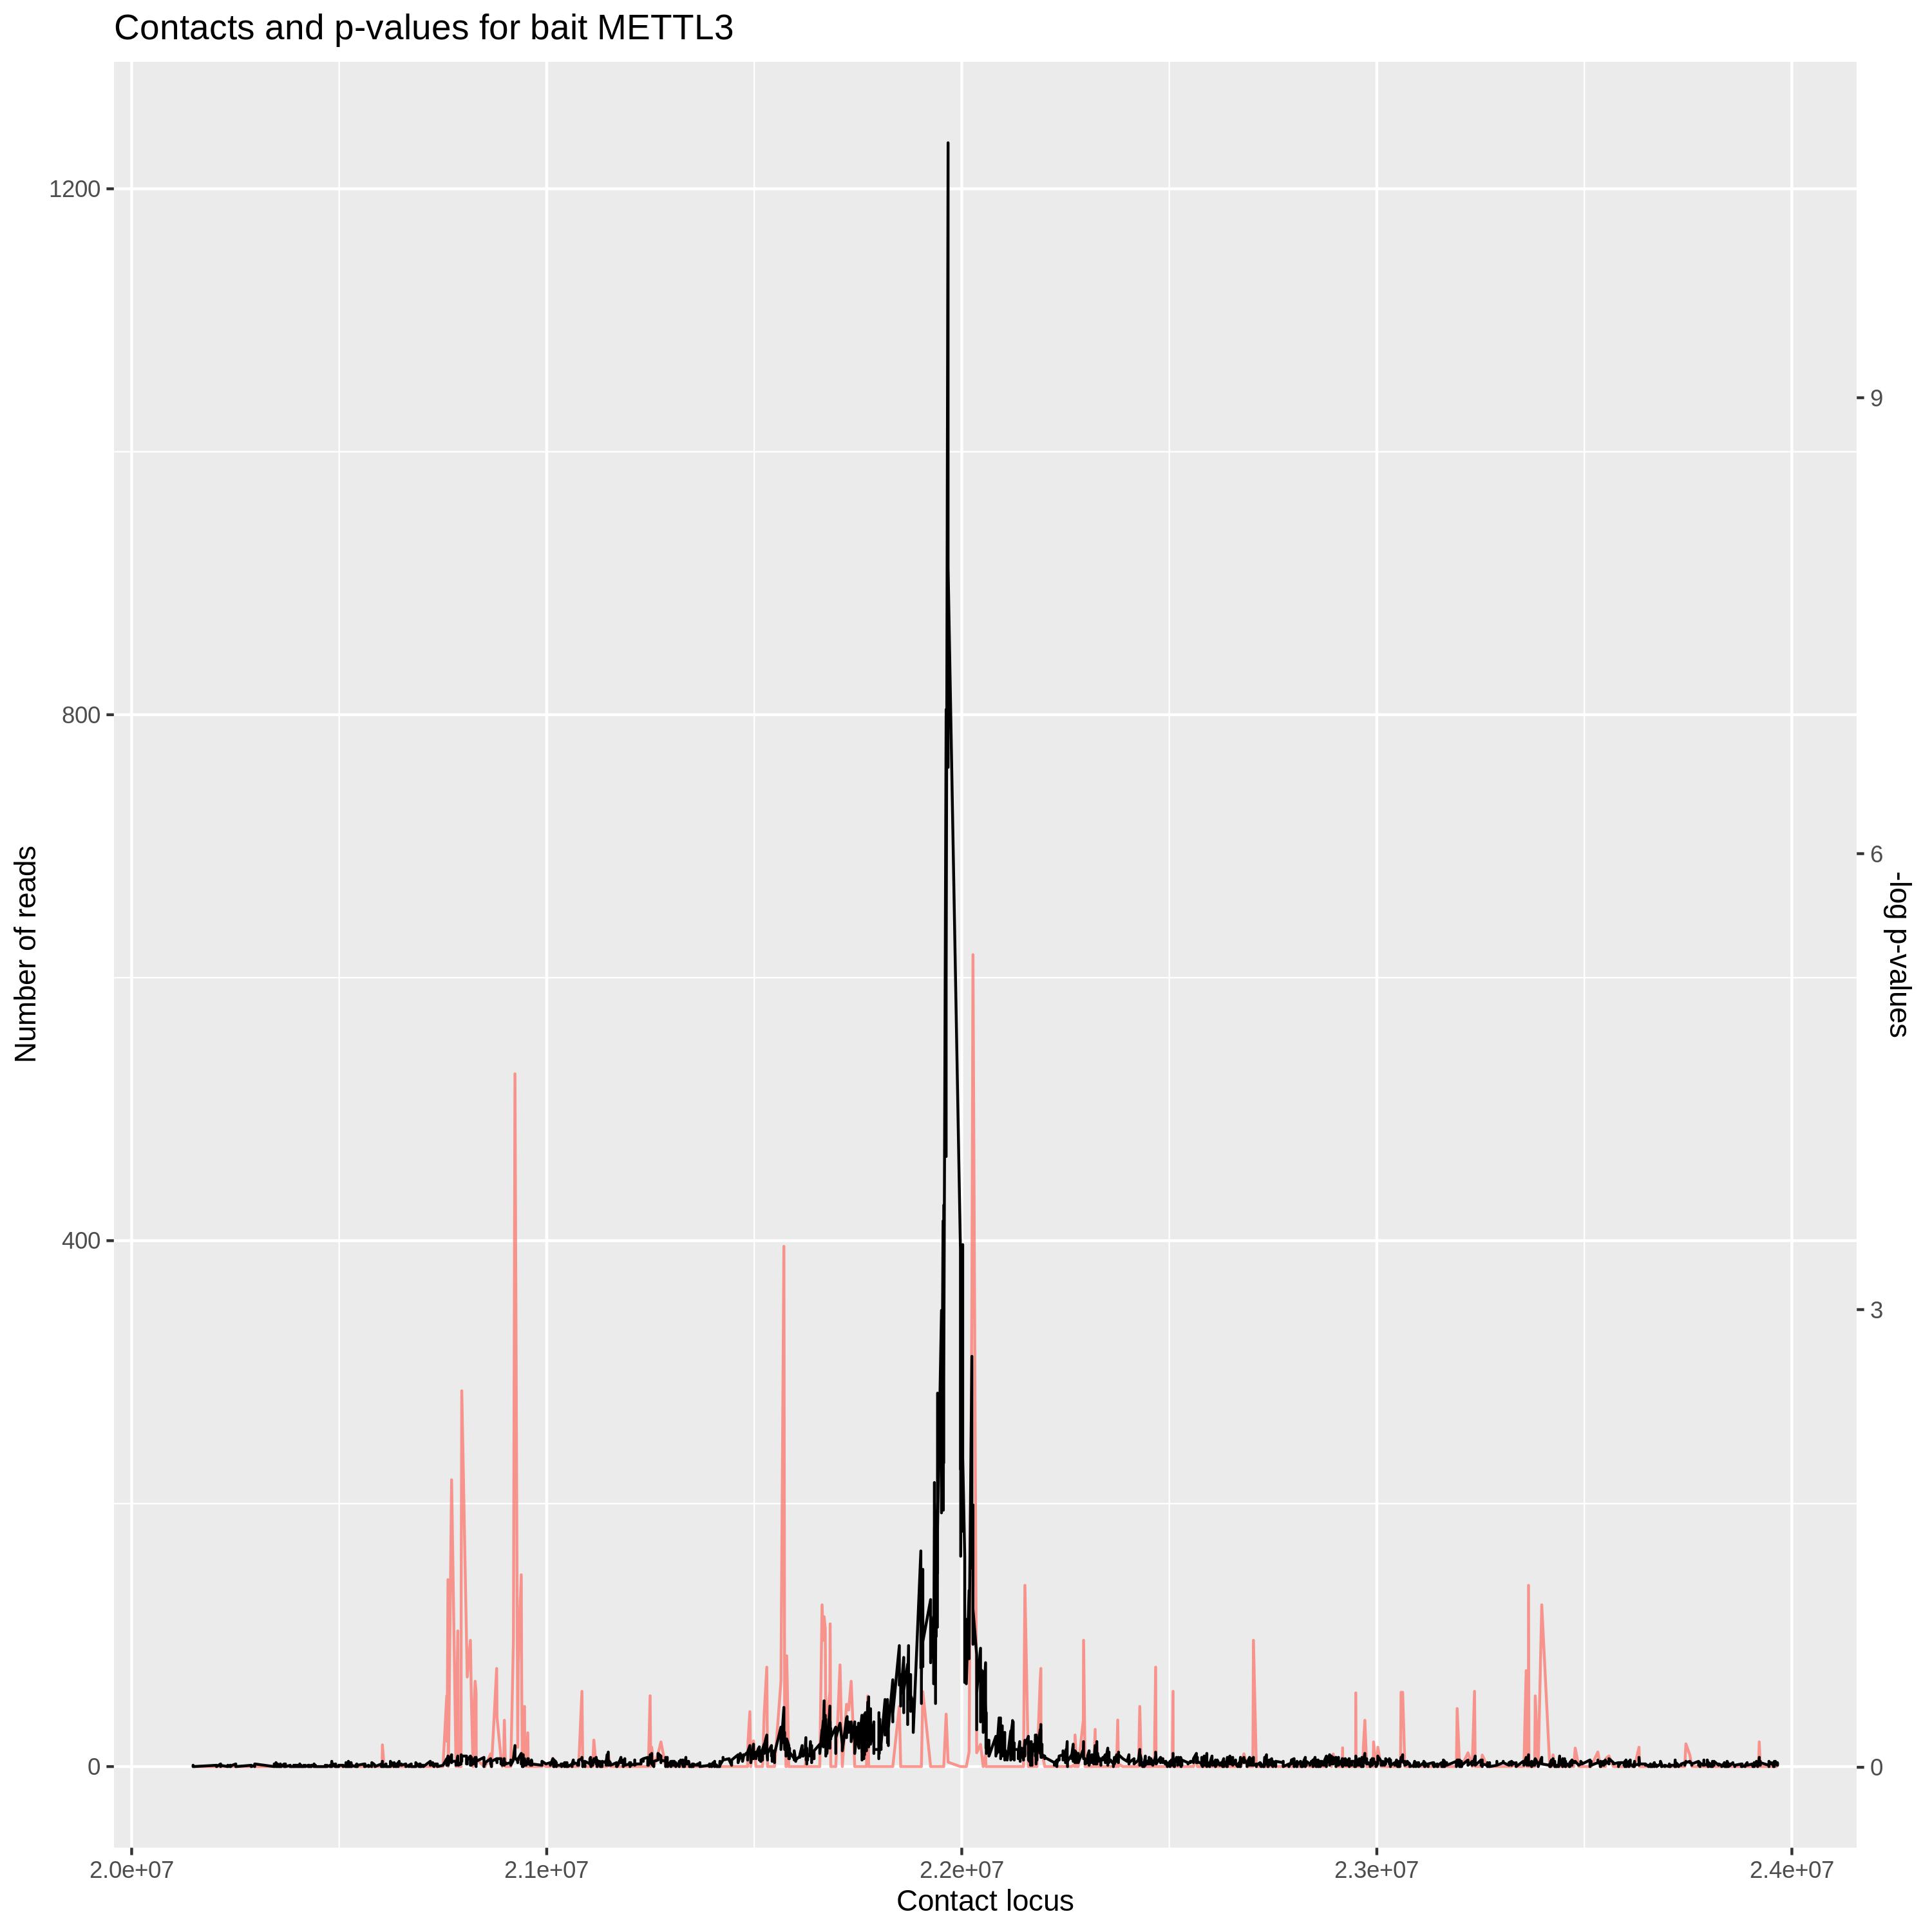 Contacts and p-values for bait METTL3
1200
800
400
0
Number of reads
9
6
3
0
-log p-values
2.0e+07
2.1e+07
2.2e+07
2.3e+07
2.4e+07
Contact locus